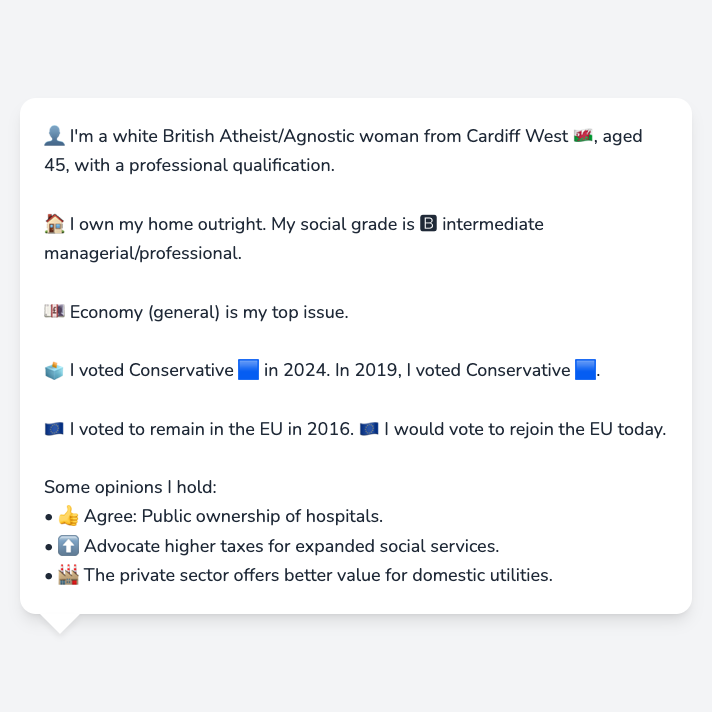 👤 I'm a white British Atheist/Agnostic woman from Cardiff West 🏴󠁧󠁢󠁷󠁬󠁳󠁿, aged
45, with a professional qualification.
🏠 I own my home outright. My social grade is 🅱 intermediate
managerial/professional.
💷 Economy (general) is my top issue.
🗳️ I voted Conservative 🟦 in 2024. In 2019, I voted Conservative 🟦.
🇪🇺 I voted to remain in the EU in 2016. 🇪🇺 I would vote to rejoin the EU today.
Some opinions I hold:
• 👍 Agree: Public ownership of hospitals.
• ⬆️ Advocate higher taxes for expanded social services.
• 🏭 The private sector offers better value for domestic utilities.